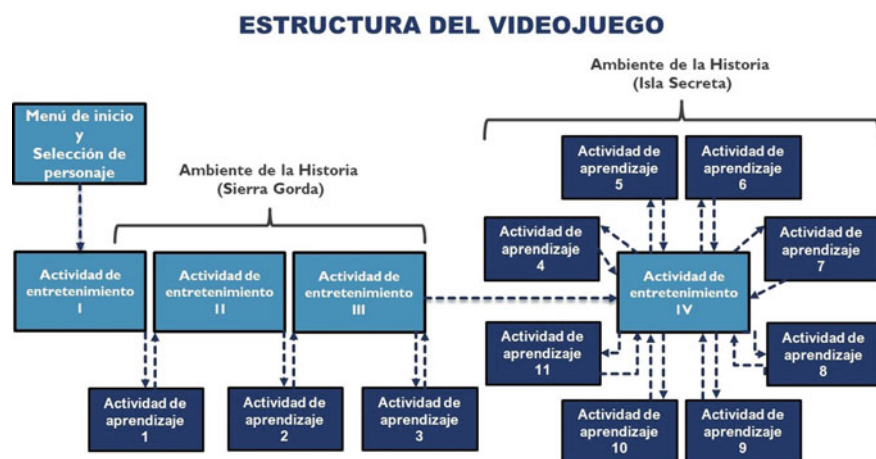 ESTRUCTURA DEL VIDEOJUEGO
Ambiente de la Historia
(Isla Secreta)
Menú de inicio
y
Selección de
personaje
Ambiente de la Historia
(Sierra Gorda)
Actividad de
aprendizaje
5
Actividad de
aprendizaje
6
Actividad de
aprendizaje
4
Actividad de
aprendizaje
7
Actividad de
entretenimiento
I
Actividad de
entretenimiento
II
Actividad de
entretenimiento
III
Actividad de
entretenimiento
IV
Actividad de
aprendizaje
11
Actividad de
aprendizaje
8
Actividad de
aprendizaje
1
Actividad de
aprendizaje
2
Actividad de
aprendizaje
3
Actividad de
aprendizaje
10
Actividad de
aprendizaje
9